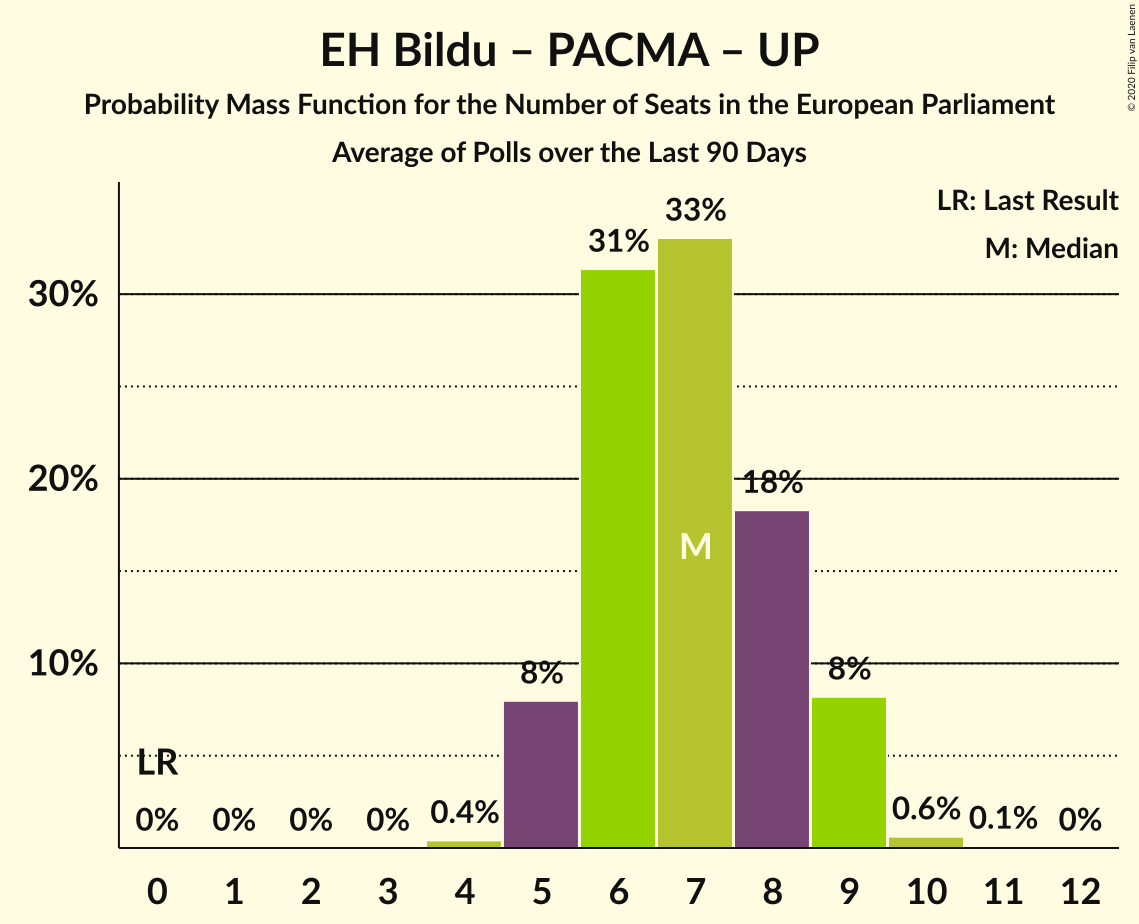 EH Bildu – PACMA – UP
Probability Mass Function for the Number of Seats in the European Parliament
Average of Polls over the Last 90 Days
© 2020 Filip van Laenen
LR: Last Result
M: Median
33%
31%
30%
20%
18%
M
10%
8%
8%
LR
0%
0%
0%
0%
0.4%
0.6%
0.1%
0%
0 1 2 3 4 5 6 7 8 9 10 11 12